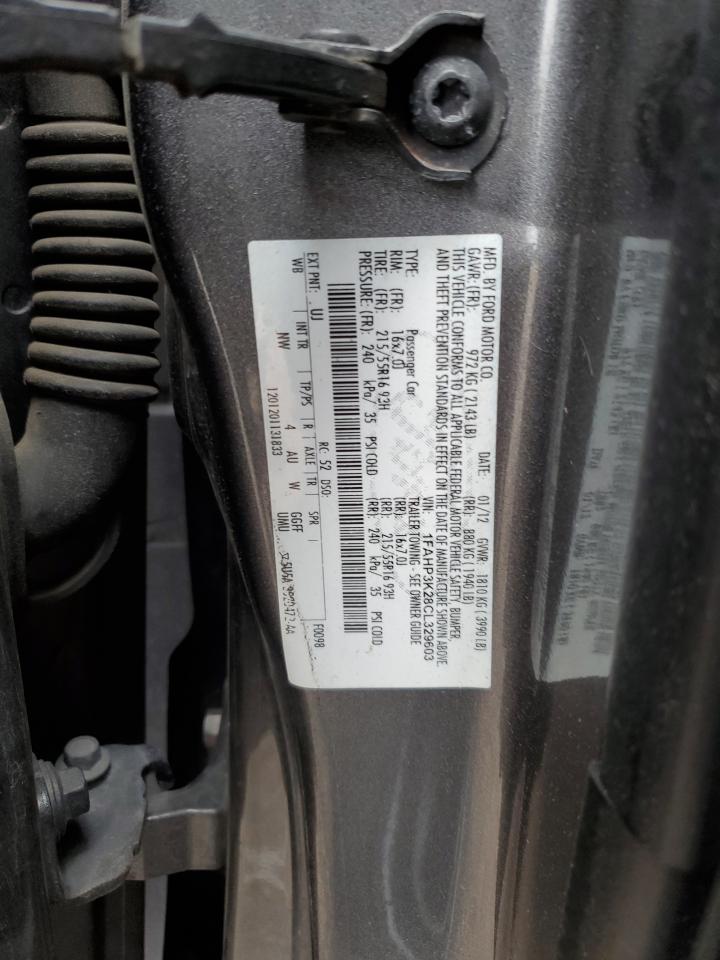 MFD. BY FORD MOTOR CO. DATE: 01/12 GVWR: 1810 KG (3990 LB)
GAWR:(FR): 972 KG (2143 LB) (RR): 880 KG (1940 LB)
THIS VEHICLE CONFORMS TO ALL APPLICABLE FEDERAL MOTOR VEHICLE SAFETY, BUMPER,
AND THEFT PREVENTION STANDARDS IN EFFECT ON THE DATE OF MANUFACTURE SHOWN ABOVE.
VIN: 1FAHP3K28CL329603
TYPE: Passenger Car TRAILER TOWING - SEE OWNER GUIDE
RIM: (FR): 16x7.0J (RR): 16x7.0J
TIRE: (FR): 215/55R16 93H (RR): 215/55R16 93H
PRESSURE (FR): 240 kPa/ 35 PSI COLD (RR): 240 kPa/ 35 PSI COLD
EXT PNT: UJ RC: 52 DSO: F0098
WB INT TR TP/PS R AXLE TR SPR
NW 4 AU W GGFF
UMU
1201201131833